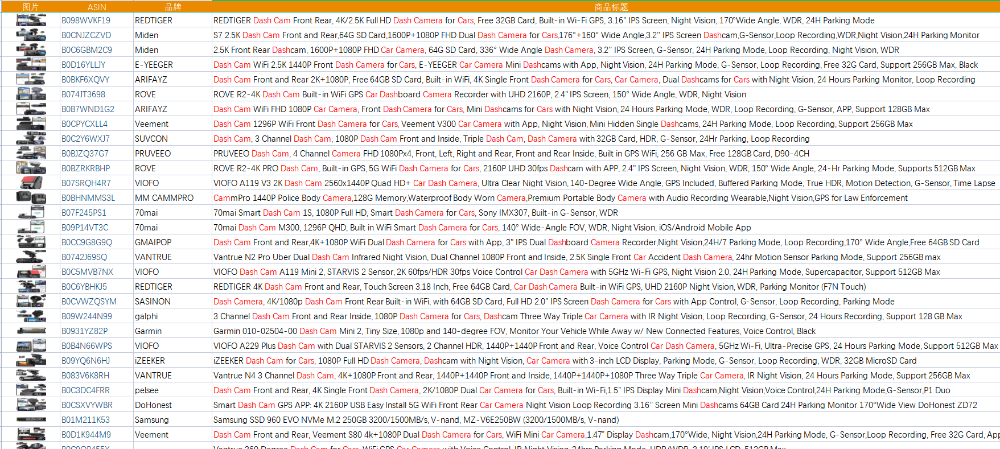 图片 ASIN 品牌 商品标题
B098WVKF19 REDTIGER REDTIGER Dash Cam Front Rear, 4K/2.5K Full HD Dash Camera for Cars, Free 32GB Card, Built-in Wi-Fi GPS, 3.16” IPS Screen, Night Vision, 170°Wide Angle, WDR, 24H Parking Mode
B0CNJZCZVD Miden S7 2.5K Dash Cam Front and Rear,64G SD Card,1600P+1080P FHD Dual Dash Camera for Cars,176°+160° Wide Angle,3.2'' IPS Screen Dashcam,G-Sensor,Loop Recording,WDR,Night Vision,24H Parking Monitor
B0C6GBM2C9 Miden 2.5K Front Rear Dashcam, 1600P+1080P FHD Car Camera, 64G SD Card, 336° Wide Angle Dash Camera, 3.2'' IPS Screen, G-Sensor, 24H Parking Mode, Loop Recording, Night Vision, WDR
B0D16YLLJY E-YEEGER Dash Cam WiFi 2.5K 1440P Front Dash Camera for Cars, E-YEEGER Car Camera Mini Dashcams with App, Night Vision, 24H Parking Mode, G-Sensor, Loop Recording, Free 32G Card, Support 256GB Max, Black
B0BKF6XQVY ARIFAYZ Dash Cam Front and Rear 2K+1080P, Free 64GB SD Card, Built-in WiFi, 4K Single Front Dash Camera for Cars, Car Camera, Dual Dashcams for Cars with Night Vision, 24 Hours Parking Monitor, Loop Recording
B074JT3698 ROVE ROVE R2-4K Dash Cam Built-in WiFi GPS Car Dashboard Camera Recorder with UHD 2160P, 2.4" IPS Screen, 150° Wide Angle, WDR, Night Vision
B0B7WND1G2 ARIFAYZ Dash Cam WiFi FHD 1080P Car Camera, Front Dash Camera for Cars, Mini Dashcams for Cars with Night Vision, 24 Hours Parking Mode, WDR, Loop Recording, G-Sensor, APP, Support 128GB Max
B0CPYCXLL4 Veement Dash Cam 1296P WiFi Front Dash Camera for Cars, Veement V300 Car Camera with App, Night Vision, Mini Hidden Single Dashcams, 24H Parking Mode, Loop Recording, Support 256GB Max
B0C2Y6WXJ7 SUVCON Dash Cam, 3 Channel Dash Cam, 1080P Dash Cam Front and Inside, Triple Dash Cam, Dash Camera with 32GB Card, HDR, G-Sensor, 24Hr Parking, Loop Recording
B0BJZQ37G7 PRUVEEO PRUVEEO Dash Cam, 4 Channel Camera FHD 1080Px4, Front, Left, Right and Rear, Front and Rear Inside, Built in GPS WiFi, 256 GB Max, Free 128GB Card, D90-4CH
B0BZRKRBHP ROVE ROVE R2-4K PRO Dash Cam, Built-in GPS, 5G WiFi Dash Camera for Cars, 2160P UHD 30fps Dashcam with APP, 2.4" IPS Screen, Night Vision, WDR, 150° Wide Angle, 24-Hr Parking Mode, Supports 512GB Max
B07SRQH4R7 VIOFO VIOFO A119 V3 2K Dash Cam 2560x1440P Quad HD+ Car Dash Camera, Ultra Clear Night Vision, 140-Degree Wide Angle, GPS Included, Buffered Parking Mode, True HDR, Motion Detection, G-Sensor, Time Lapse
B0BHNMMS3L MM CAMMPRO CammPro 1440P Police Body Camera,128G Memory,Waterproof Body Worn Camera,Premium Portable Body Camera with Audio Recording Wearable,Night Vision,GPS for Law Enforcement
B07F245PS1 70mai 70mai Smart Dash Cam 1S, 1080P Full HD, Smart Dash Camera for Cars, Sony IMX307, Built-in G-Sensor, WDR
B09P14VT3C 70mai 70mai Dash Cam M300, 1296P QHD, Built in WiFi Smart Dash Camera for Cars, 140° Wide-Angle FOV, WDR, Night Vision, iOS/Android Mobile App
B0CC9G8G9Q GMAIPOP Dash Cam Front and Rear,4K+1080P WiFi Dual Dash Camera for Cars with App, 3" IPS Dual Dashboard Camera Recorder,Night Vision,24H/7 Parking Mode, Loop Recording,170° Wide Angle,Free 64GB SD Card
B0742J69SQ VANTRUE Vantrue N2 Pro Uber Dual Dash Cam Infrared Night Vision, Dual Channel 1080P Front and Inside, 2.5K Single Front Car Accident Dash Camera, 24hr Motion Sensor Parking Mode, Support 256GB max
B0C5MVB7NX VIOFO VIOFO Dash Cam A119 Mini 2, STARVIS 2 Sensor, 2K 60fps/HDR 30fps Voice Control Car Dash Camera with 5GHz Wi-Fi GPS, Night Vision 2.0, 24H Parking Mode, Supercapacitor, Support 512GB Max
B0C6YBHKJ5 REDTIGER REDTIGER 4K Dash Cam Front and Rear, Touch Screen 3.18 Inch, Free 64GB Card, Car Dash Camera Built-in WiFi GPS, UHD 2160P Night Vision, WDR, Parking Monitor (F7N Touch)
B0CVWZQSYM SASINON Dash Camera, 4K/1080p Dash Cam Front Rear Built-in WiFi, with 64GB SD Card, Full HD 2.0” IPS Screen Dash Camera for Cars with App Control, G-Sensor, Loop Recording, Parking Mode
B09W244N99 galphi 3 Channel Dash Cam Front and Rear Inside, 1080P Dash Camera for Cars, Dashcam Three Way Triple Car Camera with IR Night Vision, Loop Recording, G-Sensor, 24 Hours Recording, Support 128 GB Max
B0931YZ82P Garmin Garmin 010-02504-00 Dash Cam Mini 2, Tiny Size, 1080p and 140-degree FOV, Monitor Your Vehicle While Away w/ New Connected Features, Voice Control, Black
B0B4N66WPS VIOFO VIOFO A229 Plus Dash Cam with Dual STARVIS 2 Sensors, 2 Channel HDR, 1440P+1440P Front and Rear, Voice Control Car Dash Camera, 5GHz Wi-Fi, Ultra-Precise GPS, 24 Hours Parking Mode, Support 512GB Max
B09YQ6N6HJ iZEEKER iZEEKER Dash Cam for Cars, 1080P Full HD Dash Camera, Dashcam with Night Vision, Car Camera with 3-inch LCD Display, Parking Mode, G-Sensor, Loop Recording, WDR, 32GB MicroSD Card
B083V6K8RH VANTRUE Vantrue N4 3 Channel Dash Cam, 4K+1080P Front and Rear, 1440P+1440P Front and Inside, 1440P+1440P+1080P Three Way Triple Car Camera, IR Night Vision, 24 Hours Parking Mode, Support 256GB Max
B0C3DC4FRR pelsee Dash Cam Front and Rear, 4K Single Front Dash Camera, 2K/1080P Dual Car Camera for Cars, Built-in Wi-Fi,1.5” IPS Display Mini Dashcam,Night Vision,Voice Control,24H Parking Mode,G-Sensor,P1 Duo
B0CSXVYWBR DoHonest Smart Dash Cam GPS APP: 4K 2160P USB Easy Install 5G WiFi Front Rear Car Camera Night Vision Loop Recording 3.16'' Screen Mini Dashcams 64GB Card 24H Parking Monitor 170°Wide View DoHonest ZD72
B01M211K53 Samsung Samsung SSD 960 EVO NVMe M.2 250GB 3200/1500MB/s, V-nand, MZ-V6E250BW (3200/1500MB/s, V-nand)
B0D1K944M9 Veement Dash Cam Front and Rear, Veement S80 4k+1080P Dual Dash Camera for Cars, WiFi Mini Car Camera,1.47” Display Dashcam,170°Wide, Night Vision,24H Parking Mode, G-Sensor,Loop Recording, Free 32G Card, App
Vantrue 360 Degree Dash Cam for Cars, WiFi GPS Car Camera with Voice Control, IR Night Vision, 24hrs Parking Mode, HDR/WDR, 3.19' IPS LCD, 512GB Max